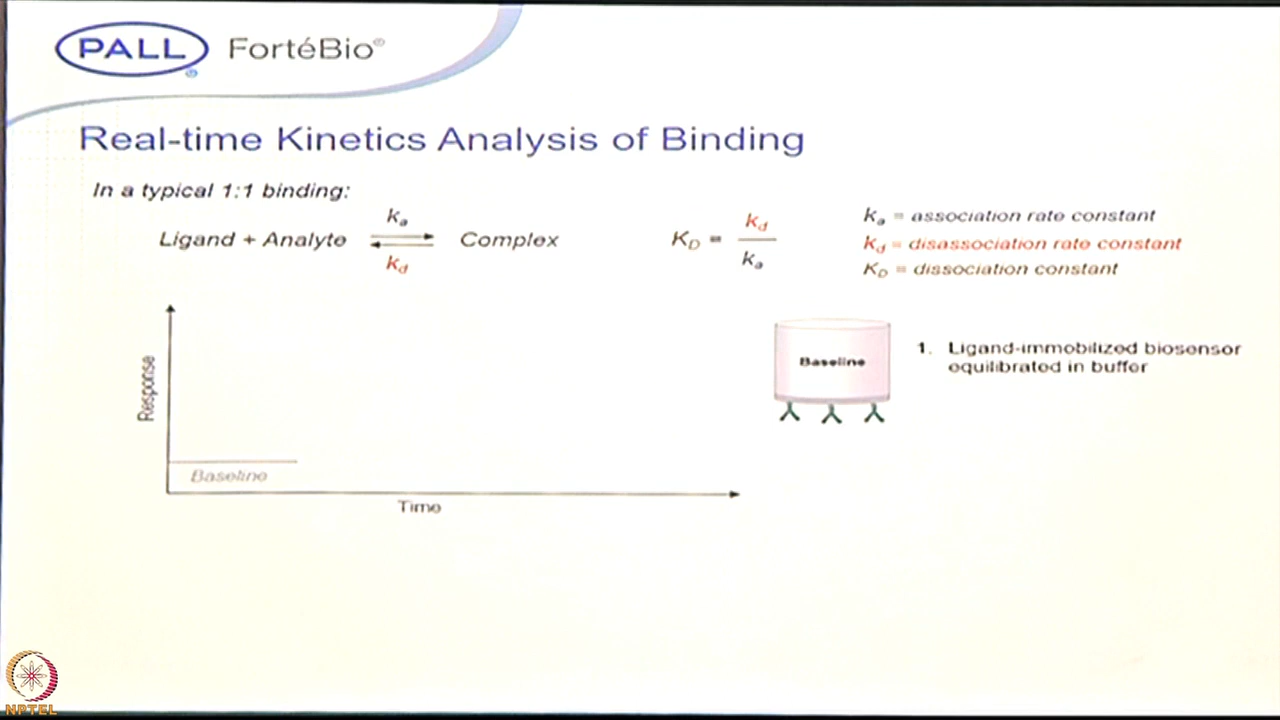 PALL FortéBio®
®
Real-time Kinetics Analysis of Binding
In a typical 1:1 binding:
Ligand + Analyte
ka
kd
Complex
KD = kd / ka
ka = association rate constant
kd = disassociation rate constant
KD = dissociation constant
Response
Baseline
Time
Baseline
1. Ligand-immobilized biosensor
equilibrated in buffer
NPTEL